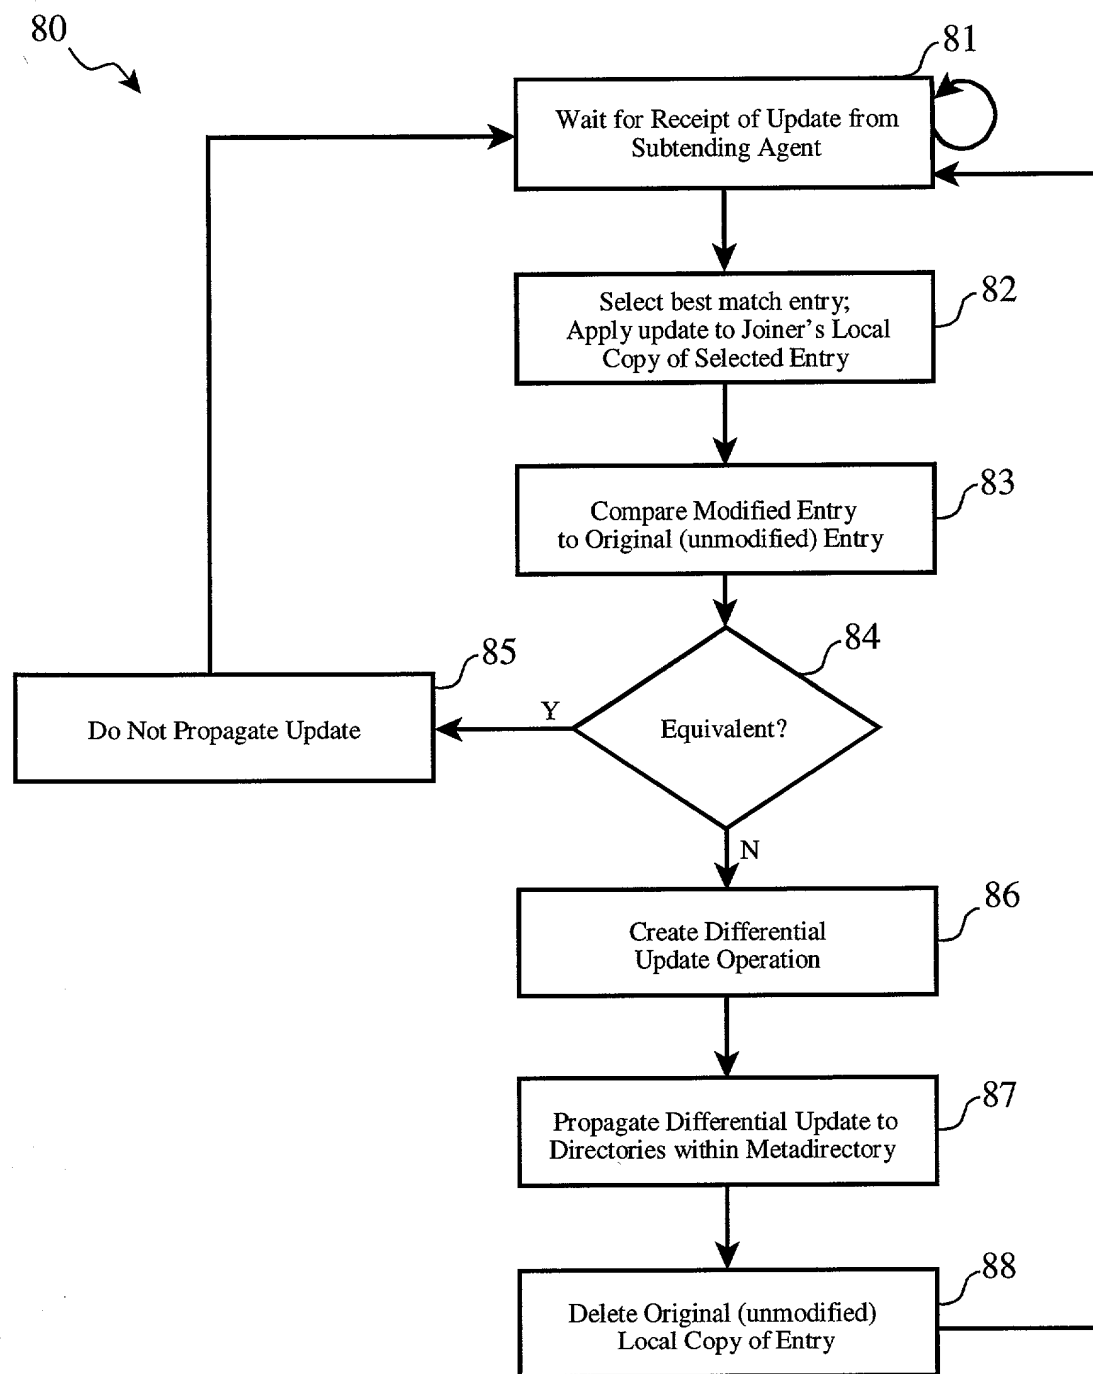 80
81
Wait for Receipt of Update from
Subtending Agent
82
Select best match entry;
Apply update to Joiner's Local
Copy of Selected Entry
83
Compare Modified Entry
to Original (unmodified) Entry
84
Equivalent?
Y
85
Do Not Propagate Update
N
86
Create Differential
Update Operation
87
Propagate Differential Update to
Directories within Metadirectory
88
Delete Original (unmodified)
Local Copy of Entry